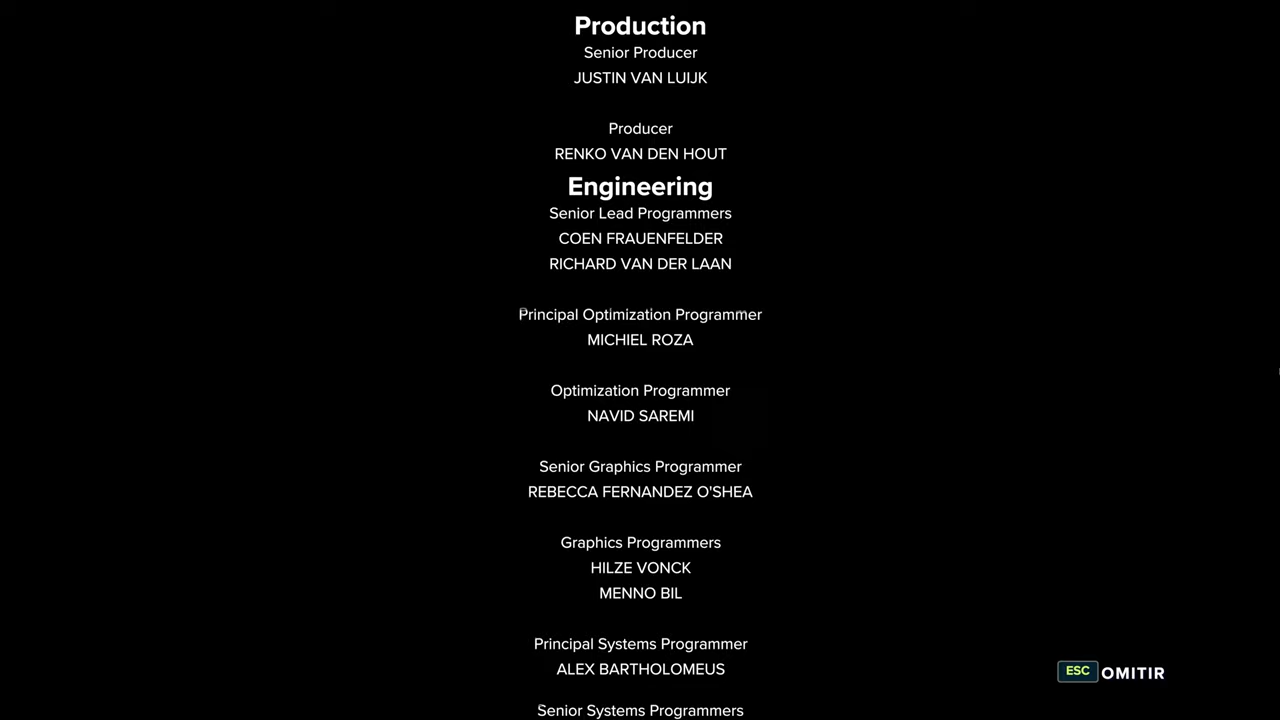 Production
Senior Producer
JUSTIN VAN LUIJK
Producer
RENKO VAN DEN HOUT
Engineering
Senior Lead Programmers
COEN FRAUENFELDER
RICHARD VAN DER LAAN
Principal Optimization Programmer
MICHIEL ROZA
Optimization Programmer
NAVID SAREMI
Senior Graphics Programmer
REBECCA FERNANDEZ O'SHEA
Graphics Programmers
HILZE VONCK
MENNO BIL
Principal Systems Programmer
ALEX BARTHOLOMEUS
ESC OMITIR
Senior Systems Programmers